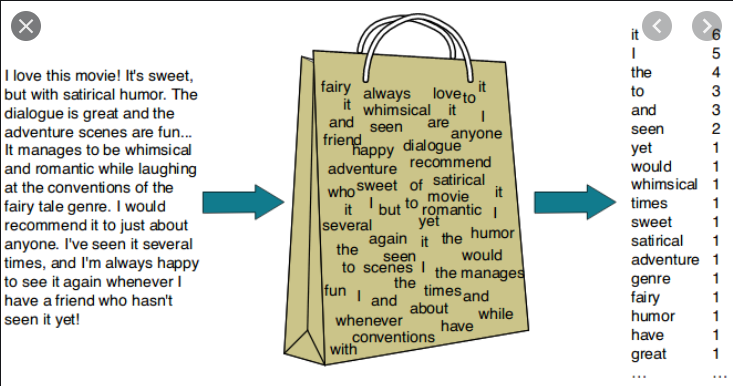 I love this movie! It's sweet,
but with satirical humor. The
dialogue is great and the
adventure scenes are fun...
It manages to be whimsical
and romantic while laughing
at the conventions of the
fairy tale genre. I would
recommend it to just about
anyone. I've seen it several
times, and I'm always happy
to see it again whenever I
have a friend who hasn't
seen it yet!
fairy always love to it
it whimsical it I
and seen are anyone
friend happy dialogue
adventure recommend
who sweet of satirical
it I but to romantic movie it I
several yet
again it the humor
the seen would
to scenes I the manages
the times and
fun I and about
whenever have while
conventions
with
it 6
I 5
the 4
to 3
and 3
seen 2
yet 1
would 1
whimsical 1
times 1
sweet 1
satirical 1
adventure 1
genre 1
fairy 1
humor 1
have 1
great 1
... ...